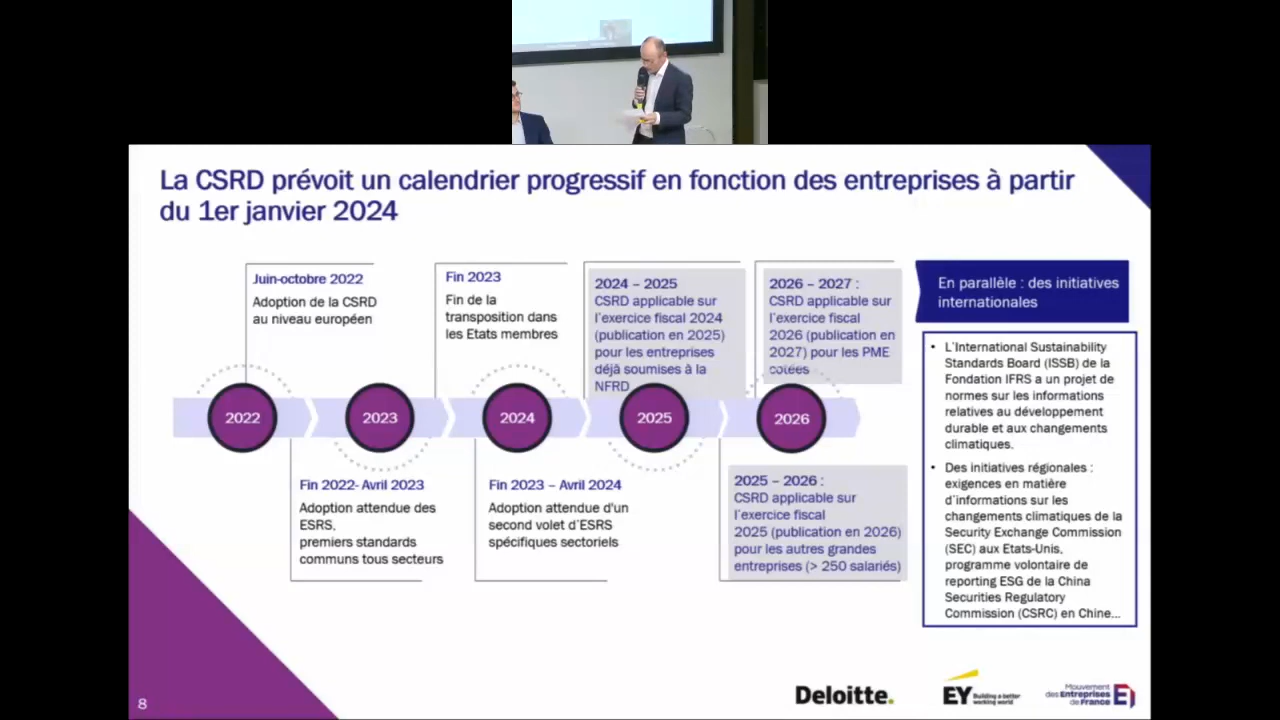 La CSRD prévoit un calendrier progressif en fonction des entreprises à partir
du 1er janvier 2024
Juin-octobre 2022
Adoption de la CSRD
au niveau européen
Fin 2023
Fin de la
transposition dans
les Etats membres
2024 – 2025
CSRD applicable sur
l'exercice fiscal 2024
(publication en 2025)
pour les entreprises
déjà soumises à la
NFRD
2026 – 2027 :
CSRD applicable sur
l'exercice fiscal
2026 (publication en
2027) pour les PME
cotées
2022
2023
2024
2025
2026
Fin 2022- Avril 2023
Adoption attendue des
ESRS,
premiers standards
communs tous secteurs
Fin 2023 – Avril 2024
Adoption attendue d'un
second volet d'ESRS
spécifiques sectoriels
2025 – 2026 :
CSRD applicable sur
l'exercice fiscal
2025 (publication en 2026)
pour les autres grandes
entreprises (> 250 salariés)
En parallèle : des initiatives
internationales
• L'International Sustainability
Standards Board (ISSB) de la
Fondation IFRS a un projet de
normes sur les informations
relatives au développement
durable et aux changements
climatiques.
• Des initiatives régionales :
exigences en matière
d'informations sur les
changements climatiques de la
Security Exchange Commission
(SEC) aux Etats-Unis,
programme volontaire de
reporting ESG de la China
Securities Regulatory
Commission (CSRC) en Chine...
8
Deloitte.
EY
Building a better
working world
Mouvement
des Entreprises
de France